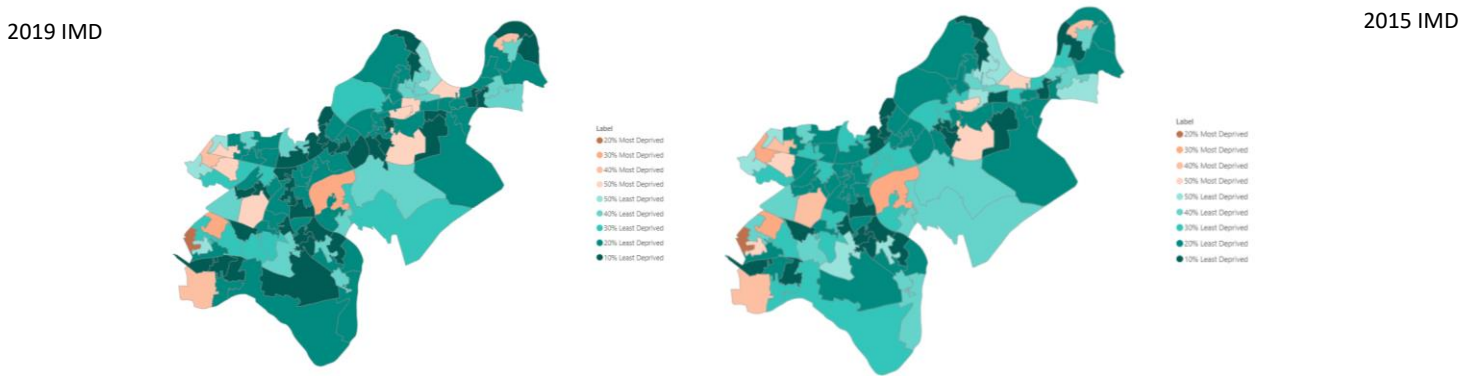 2019 IMD
2015 IMD
Label
20% Most Deprived
30% Most Deprived
40% Most Deprived
50% Most Deprived
50% Least Deprived
40% Least Deprived
30% Least Deprived
20% Least Deprived
10% Least Deprived
Label
20% Most Deprived
30% Most Deprived
40% Most Deprived
50% Most Deprived
50% Least Deprived
40% Least Deprived
30% Least Deprived
20% Least Deprived
10% Least Deprived